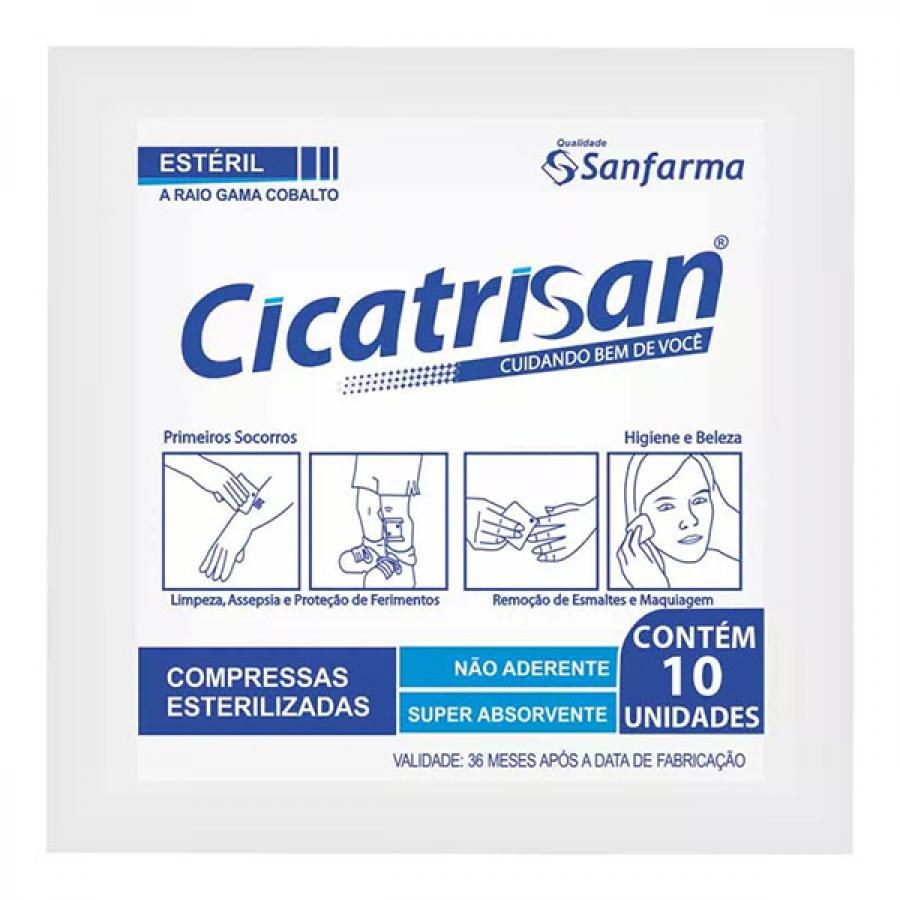 ESTÉRIL
A RAIO GAMA COBALTO
Qualidade
Sanfarma
Cicatrisan®
CUIDANDO BEM DE VOCÊ
Primeiros Socorros
Higiene e Beleza
Limpeza, Assepsia e Proteção de Ferimentos
Remoção de Esmaltes e Maquiagem
COMPRESSAS
ESTERILIZADAS
NÃO ADERENTE
SUPER ABSORVENTE
CONTÉM
10
UNIDADES
VALIDADE: 36 MESES APÓS A DATA DE FABRICAÇÃO